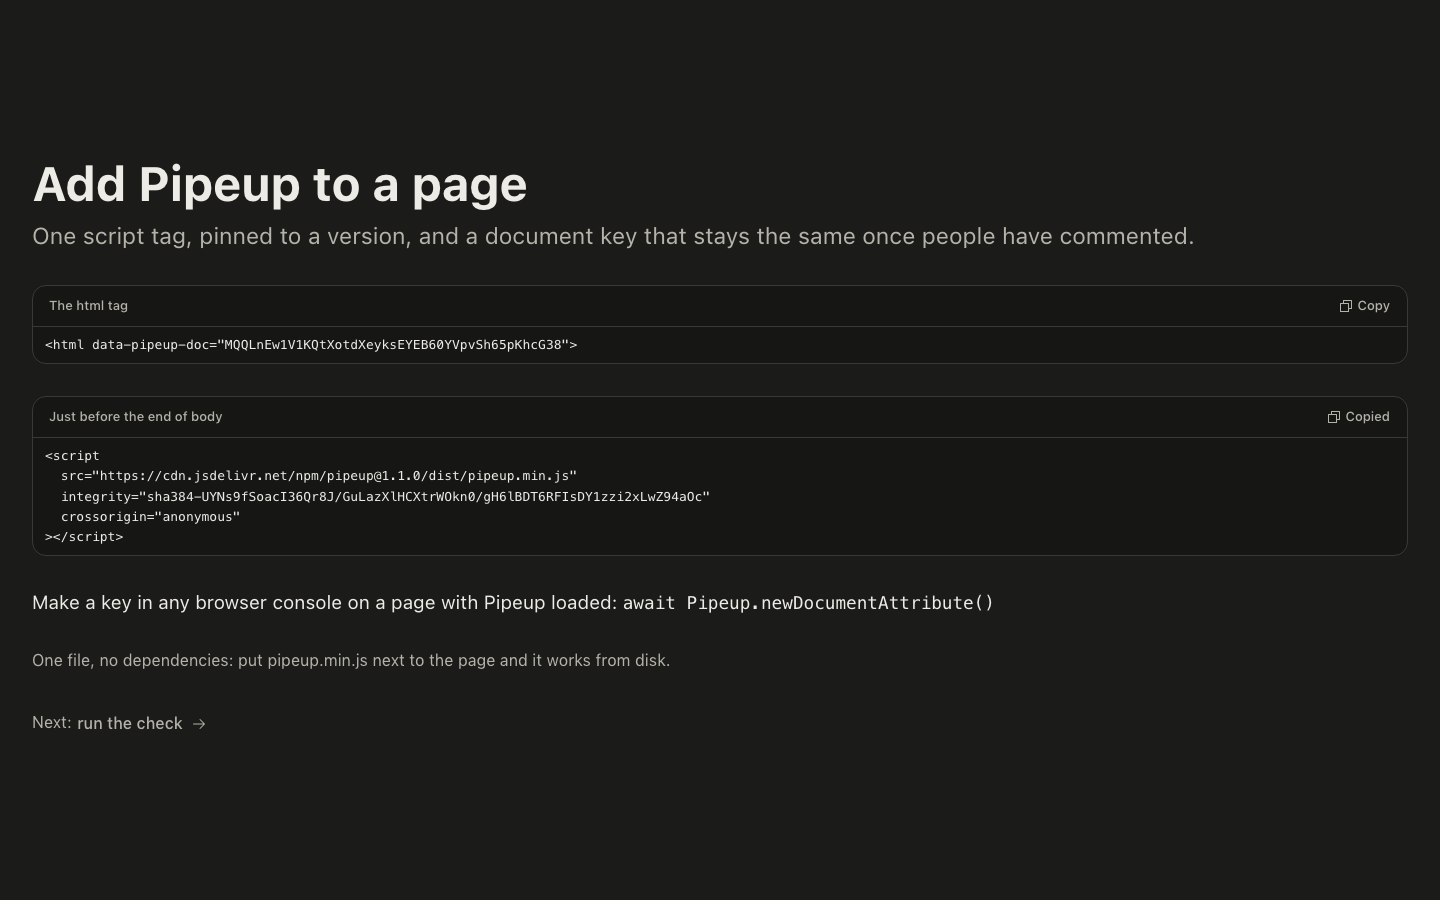 Add Pipeup to a page
One script tag, pinned to a version, and a document key that stays the same once people have commented.
The html tag
Copy
<html data-pipeup-doc="MQQLnEw1V1KQtXotdXeyksEYEB60YVpvSh65pKhcG38">
Just before the end of body
Copied
<script
src="https://cdn.jsdelivr.net/npm/pipeup@1.1.0/dist/pipeup.min.js"
integrity="sha384-UYNs9fSoacI36Qr8J/GuLazXlHCXtrWOkn0/gH6lBDT6RFIsDY1zzi2xLwZ94aOc"
crossorigin="anonymous"
></script>
Make a key in any browser console on a page with Pipeup loaded: await Pipeup.newDocumentAttribute()
One file, no dependencies: put pipeup.min.js next to the page and it works from disk.
Next: run the check →